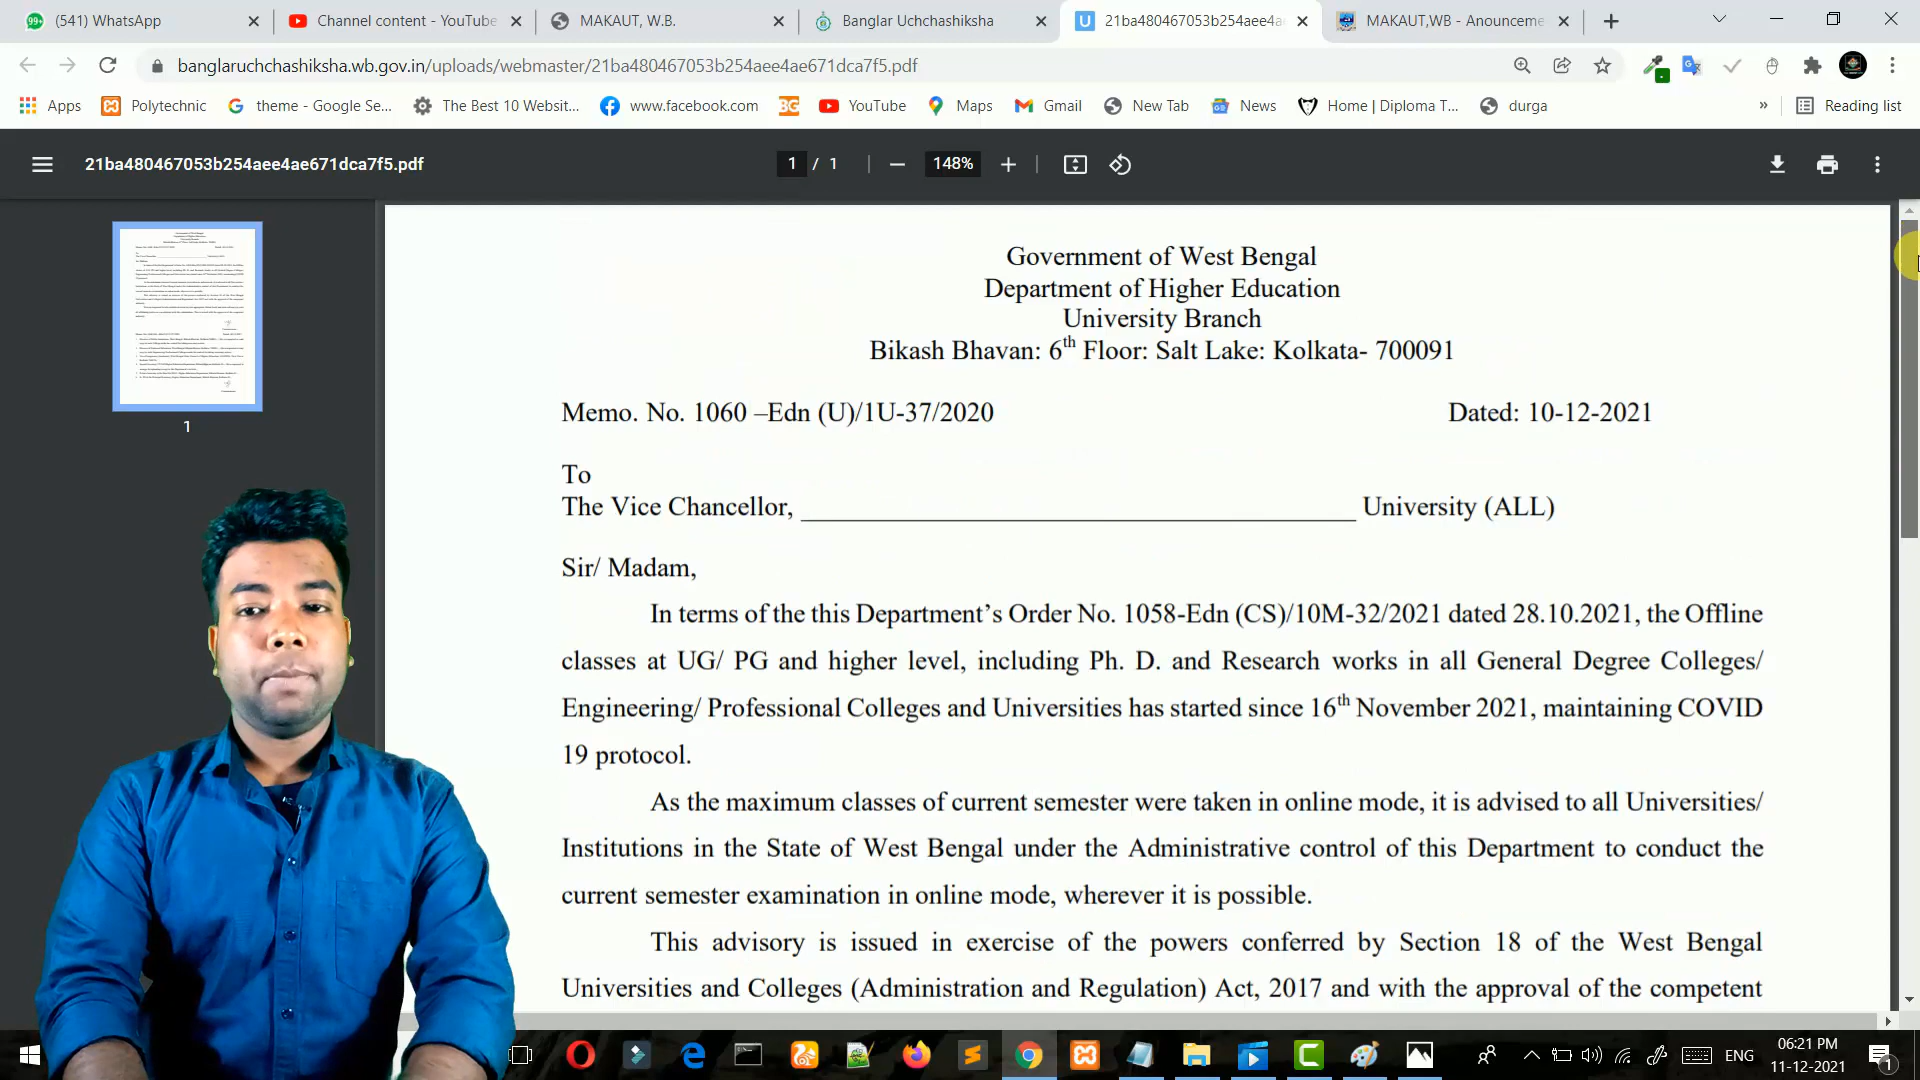 (541) WhatsApp
Channel content - YouTube
MAKAUT, W.B.
Banglar Uchchashiksha
21ba480467053b254aee4a
MAKAUT,WB - Anounceme
banglaruchchashiksha.wb.gov.in/uploads/webmaster/21ba480467053b254aee4ae671dca7f5.pdf
Apps
Polytechnic
theme - Google Se...
The Best 10 Websit...
www.facebook.com
YouTube
Maps
Gmail
New Tab
News
Home | Diploma T...
durga
»
Reading list
21ba480467053b254aee4ae671dca7f5.pdf
1 / 1
148%
Government of West Bengal
Department of Higher Education
University Branch
Bikash Bhavan: 6th Floor: Salt Lake: Kolkata- 700091
Memo. No. 1060 –Edn (U)/1U-37/2020 Dated: 10-12-2021
To
The Vice Chancellor, ________________________________________ University (ALL)
Sir/ Madam,
In terms of the this Department’s Order No. 1058-Edn (CS)/10M-32/2021 dated 28.10.2021, the Offline
classes at UG/ PG and higher level, including Ph. D. and Research works in all General Degree Colleges/
Engineering/ Professional Colleges and Universities has started since 16th November 2021, maintaining COVID
19 protocol.
As the maximum classes of current semester were taken in online mode, it is advised to all Universities/
Institutions in the State of West Bengal under the Administrative control of this Department to conduct the
current semester examination in online mode, wherever it is possible.
This advisory is issued in exercise of the powers conferred by Section 18 of the West Bengal
Universities and Colleges (Administration and Regulation) Act, 2017 and with the approval of the competent
1
ENG
06:21 PM
11-12-2021
1